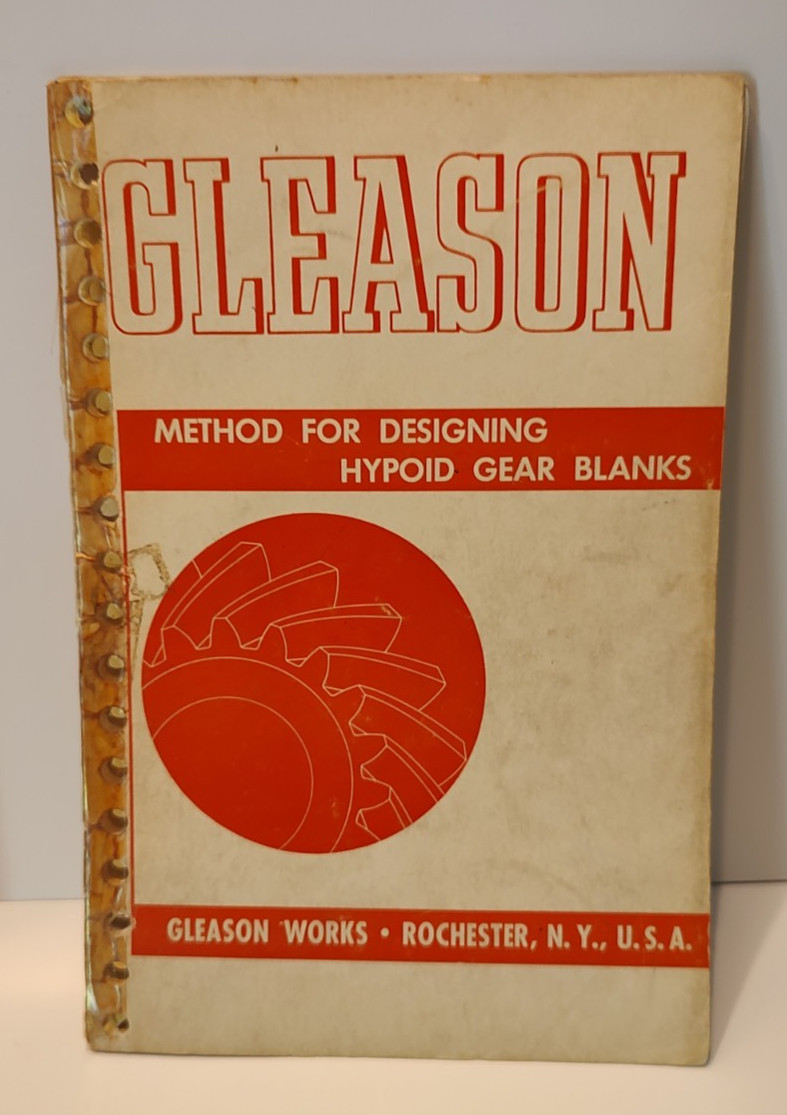 GLEASON
METHOD FOR DESIGNING
HYPOID GEAR BLANKS
GLEASON WORKS • ROCHESTER, N. Y., U. S. A.